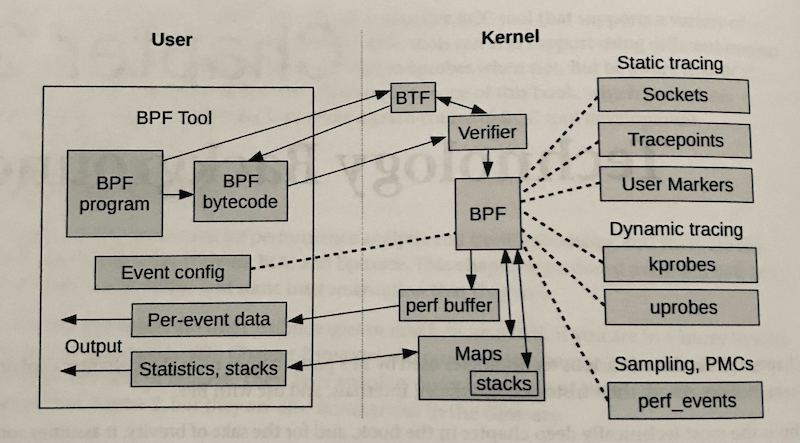 User
Kernel
BPF Tool
BPF
program
BPF
bytecode
Event config
Per-event data
Output
Statistics, stacks
BTF
Verifier
BPF
perf buffer
Maps
stacks
Static tracing
Sockets
Tracepoints
User Markers
Dynamic tracing
kprobes
uprobes
Sampling, PMCs
perf_events